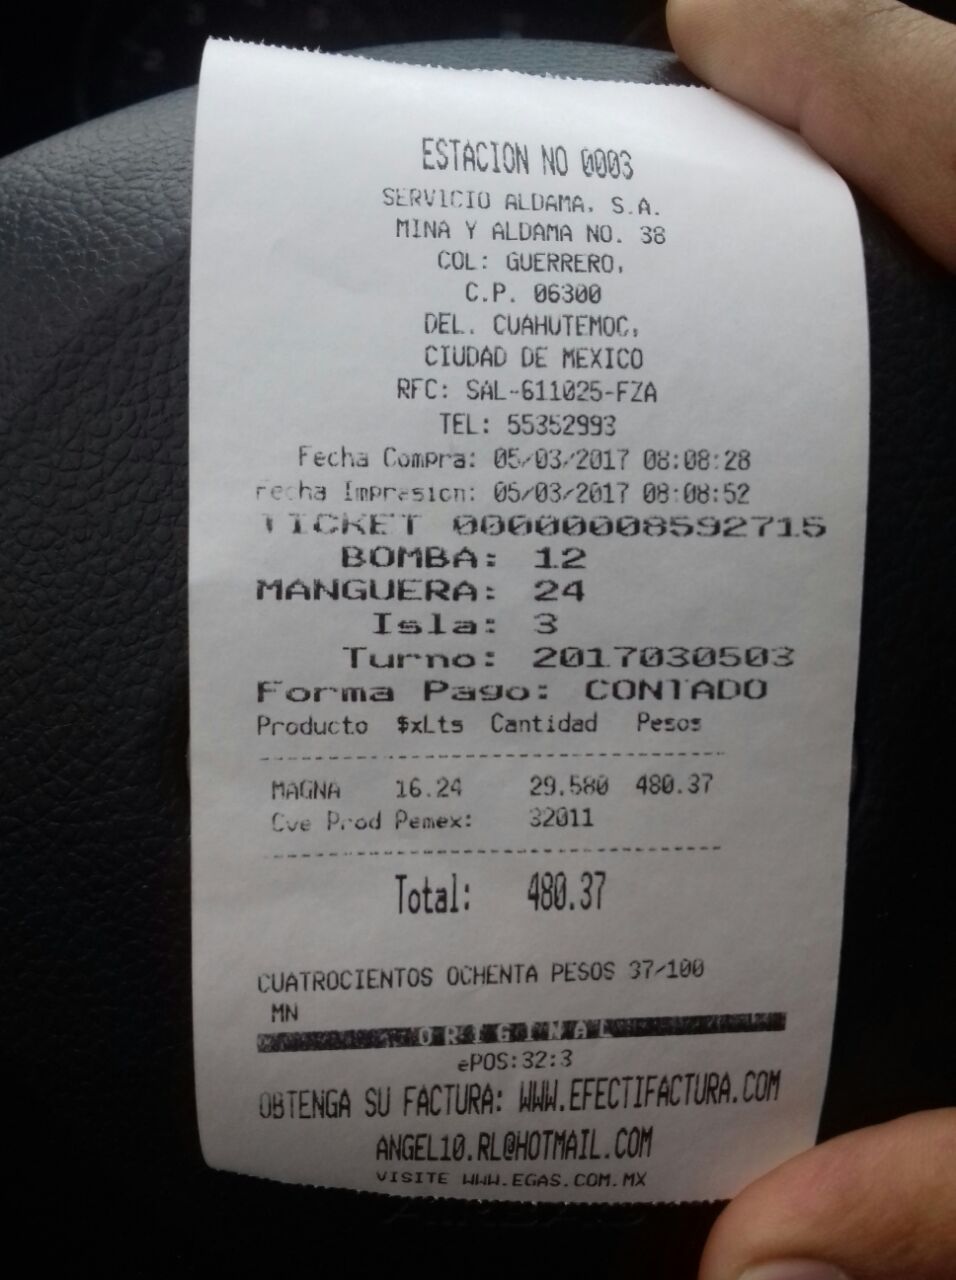 ESTACION NO 0003
SERVICIO ALDAMA, S.A.
MINA Y ALDAMA NO. 38
COL: GUERRERO,
C.P. 06300
DEL. CUAHUTEMOC,
CIUDAD DE MEXICO
RFC: SAL-611025-FZA
TEL: 55352993
Fecha Compra: 05/03/2017 08:08:28
Fecha Impresion: 05/03/2017 08:08:52
TICKET 00000008592715
BOMBA: 12
MANGUERA: 24
Isla: 3
Turno: 2017030503
Forma Pago: CONTADO
Producto $xLts Cantidad Pesos
MAGNA 16.24 29.580 480.37
Cve Prod Pemex: 32011
Total: 480.37
CUATROCIENTOS OCHENTA PESOS 37/100
MN
ORIGINAL
ePOS:32:3
OBTENGA SU FACTURA: WWW.EFECTIFACTURA.COM
ANGEL10.RL@HOTMAIL.COM
VISITE WWW.EGAS.COM.MX